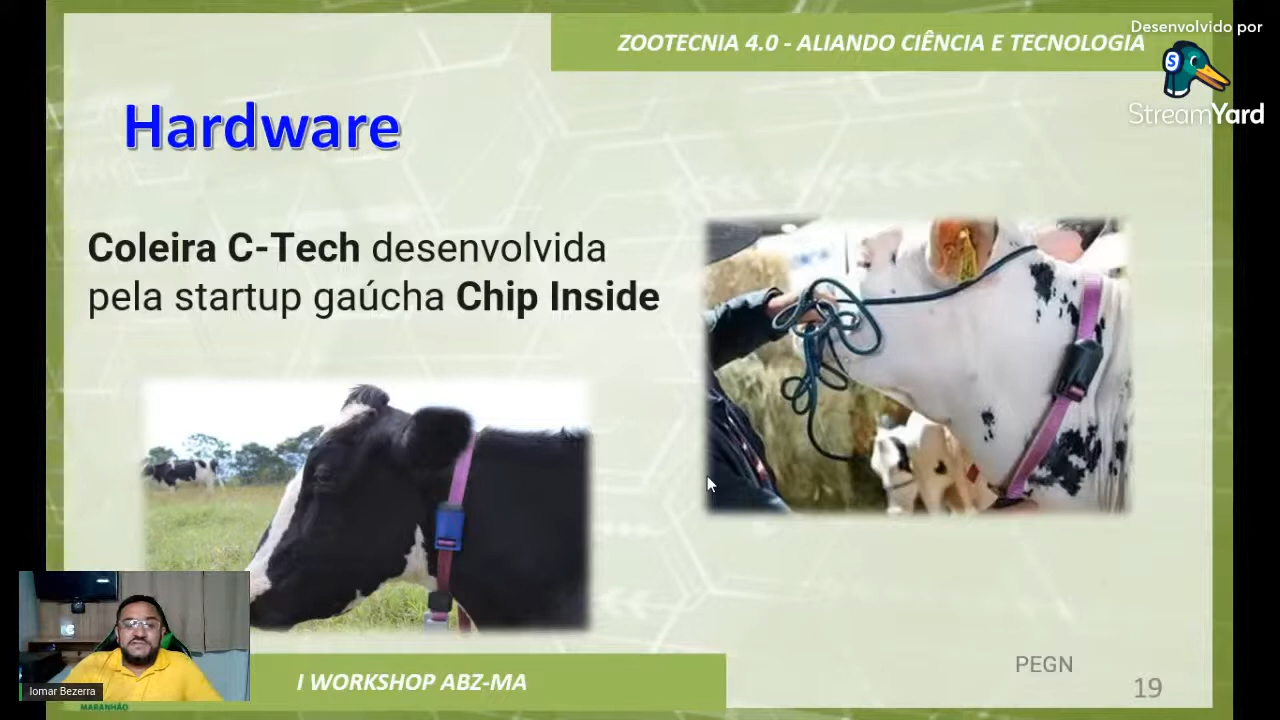 ZOOTECNIA 4.0 - ALIANDO CIÊNCIA E TECNOLOGIA
Desenvolvido por
S
StreamYard
Hardware
Coleira C-Tech desenvolvida
pela startup gaúcha Chip Inside
Iomar Bezerra
MARANHÃO
I WORKSHOP ABZ-MA
PEGN
19